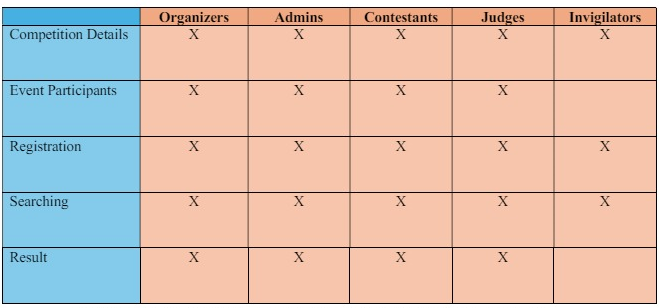 Organizers Admins Contestants Judges Invigilators
Competition Details X X X X X
Event Participants X X X X
Registration X X X X X
Searching X X X X X
Result X X X X